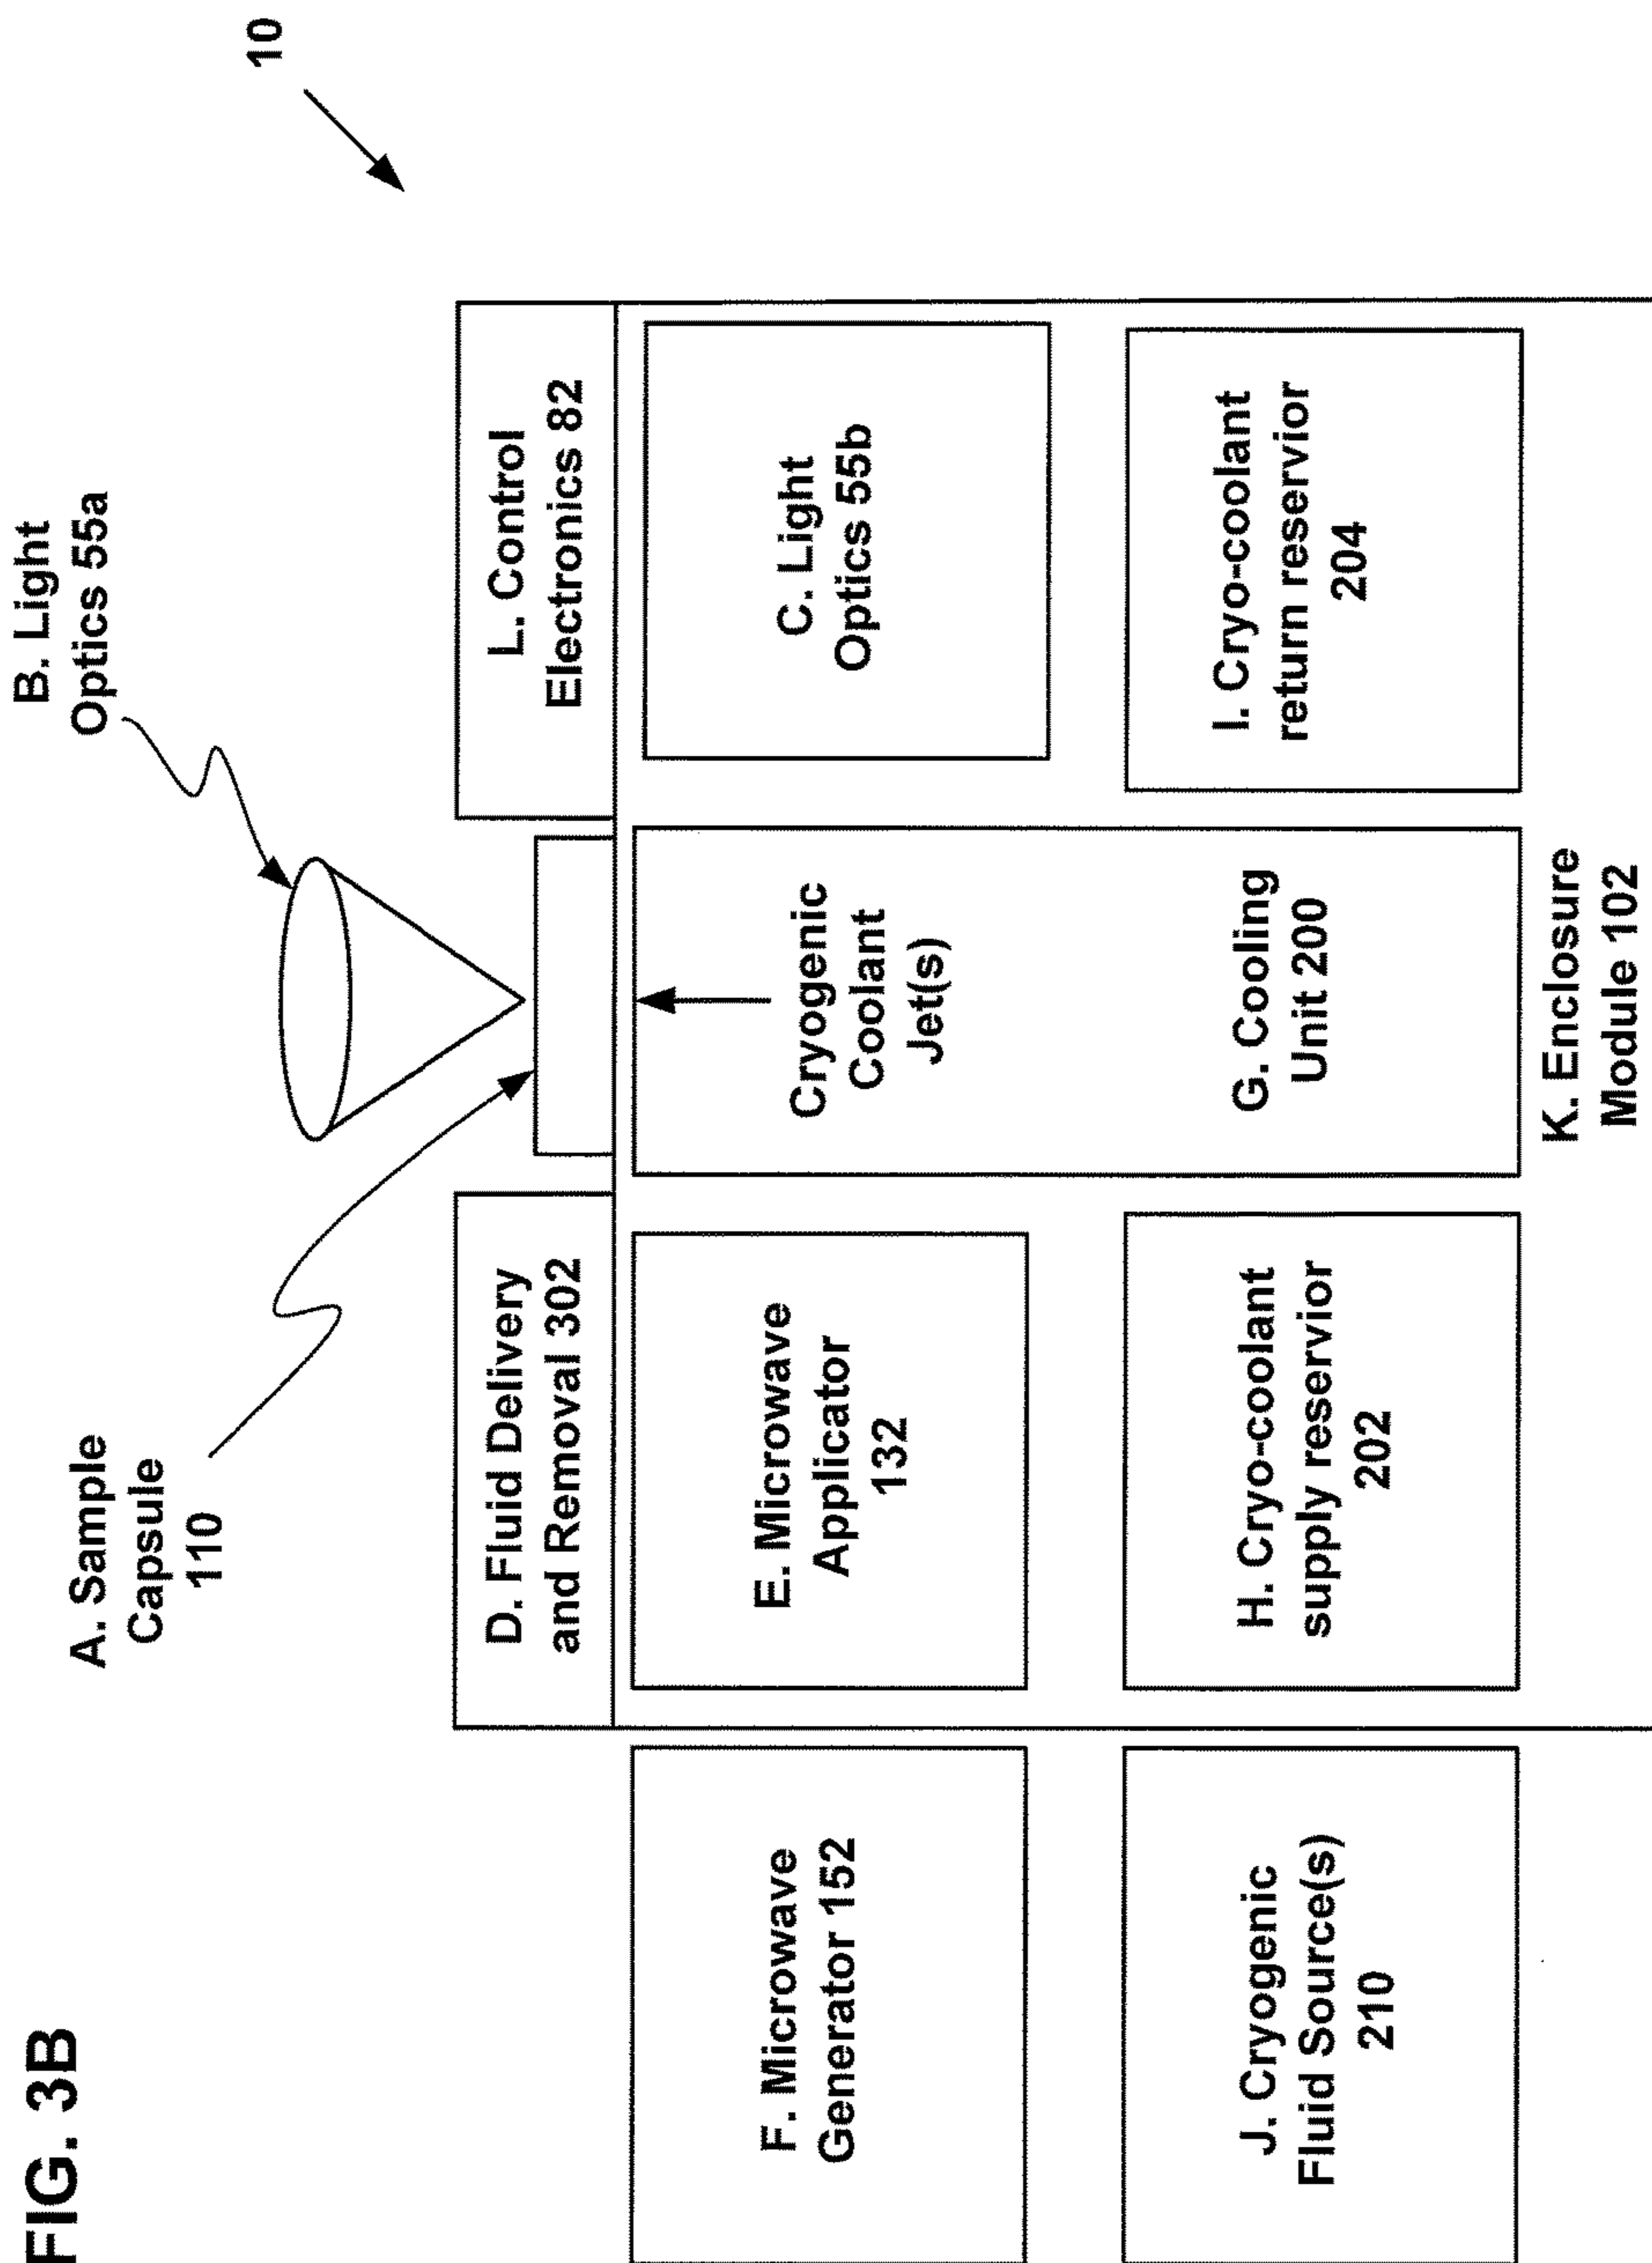 FIG. 3B
10
A. Sample
Capsule
110
B. Light
Optics 55a
D. Fluid Delivery
and Removal 302
L. Control
Electronics 82
F. Microwave
Generator 152
E. Microwave
Applicator
132
Cryogenic
Coolant
Jet(s)
C. Light
Optics 55b
J. Cryogenic
Fluid Source(s)
210
H. Cryo-coolant
supply reservior
202
G. Cooling
Unit 200
I. Cryo-coolant
return reservior
204
K. Enclosure
Module 102